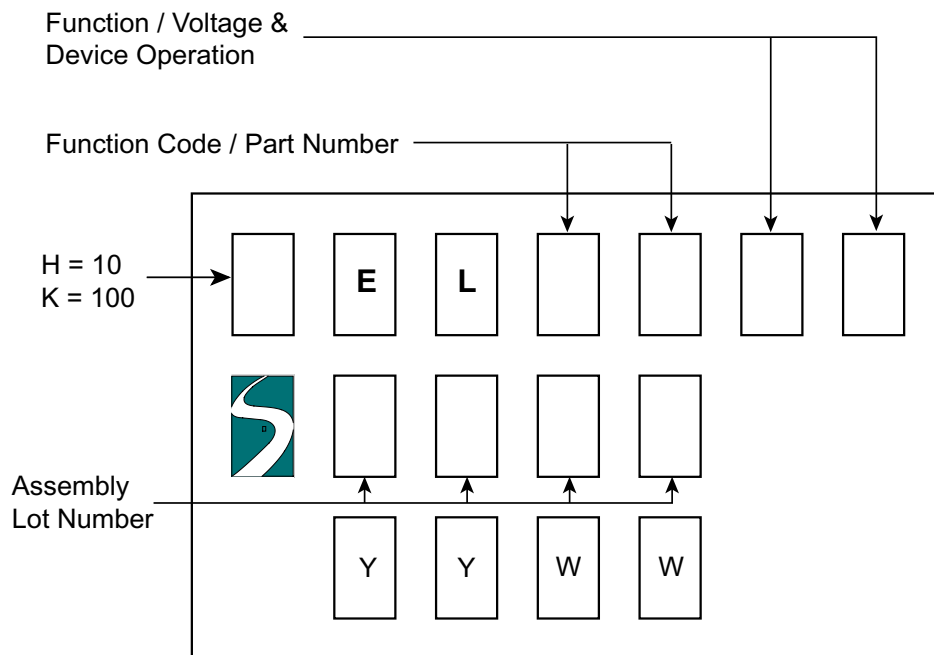 Function / Voltage &
Device Operation
Function Code / Part Number
H = 10
K = 100
E L
Assembly
Lot Number
Y Y W W